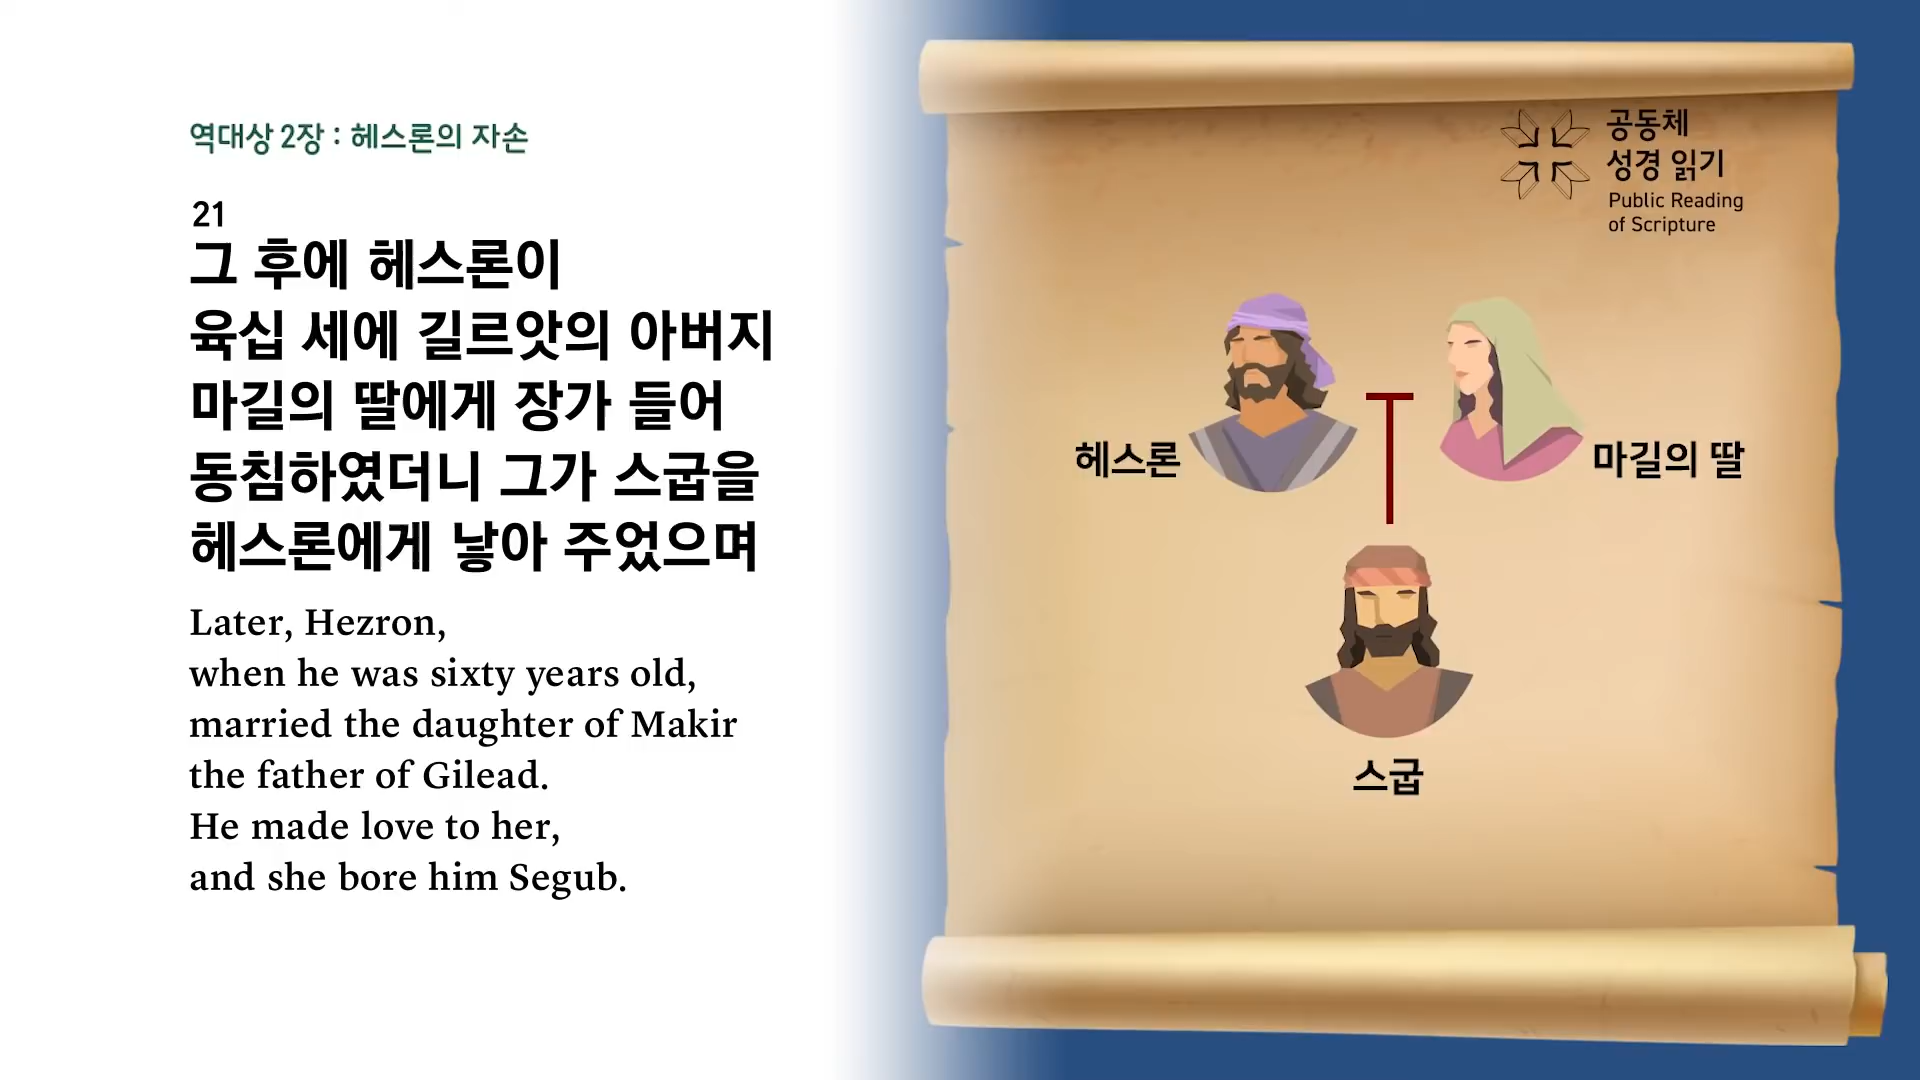 역대상 2장 : 헤스론의 자손
21
그 후에 헤스론이
육십 세에 길르앗의 아버지
마길의 딸에게 장가 들어
동침하였더니 그가 스굽을
헤스론에게 낳아 주었으며
Later, Hezron,
when he was sixty years old,
married the daughter of Makir
the father of Gilead.
He made love to her,
and she bore him Segub.
공동체
성경 읽기
Public Reading
of Scripture
헤스론
마길의 딸
스굽